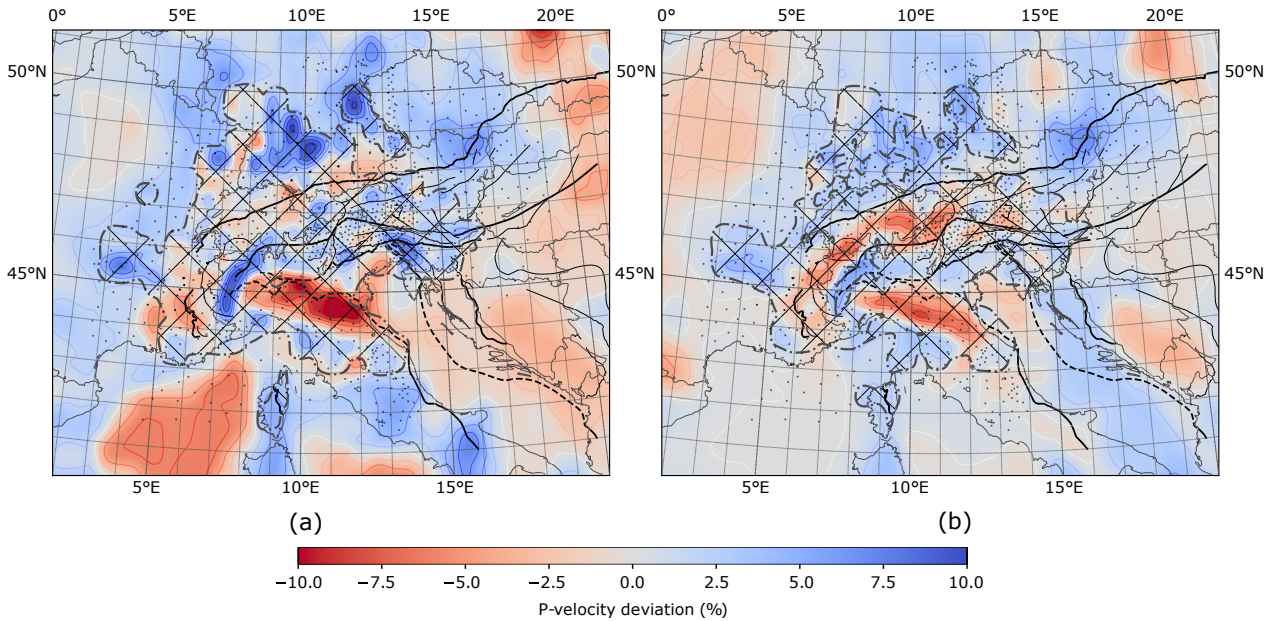 0° 5°E 10°E 15°E 20°E 0° 5°E 10°E 15°E 20°E
50°N 50°N 50°N
45°N 45°N 45°N
5°E 10°E 15°E 5°E 10°E 15°E
(a) (b)
−10.0 −7.5 −5.0 −2.5 0.0 2.5 5.0 7.5 10.0
P-velocity deviation (%)